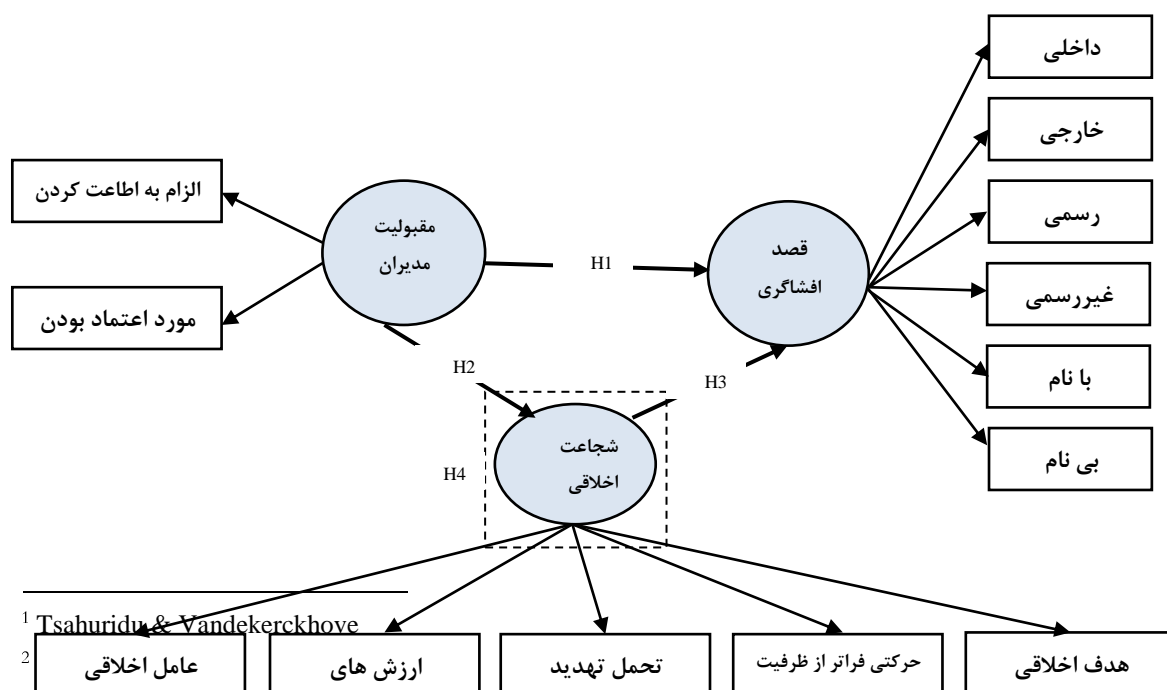 داخلی
خارجی
الزام به اطاعت کردن
رسمی
مقبولیت
مدیران
قصد
افشاگری
H1
غیررسمی
مورد اعتماد بودن
با نام
H2
H3
بی نام
شجاعت
اخلاقی
H4
1 Tsahuridu & Vandekerckhove
2
هدف اخلاقی
حرکتی فراتر از ظرفیت
تحمل تهدید
ارزش های
عامل اخلاقی